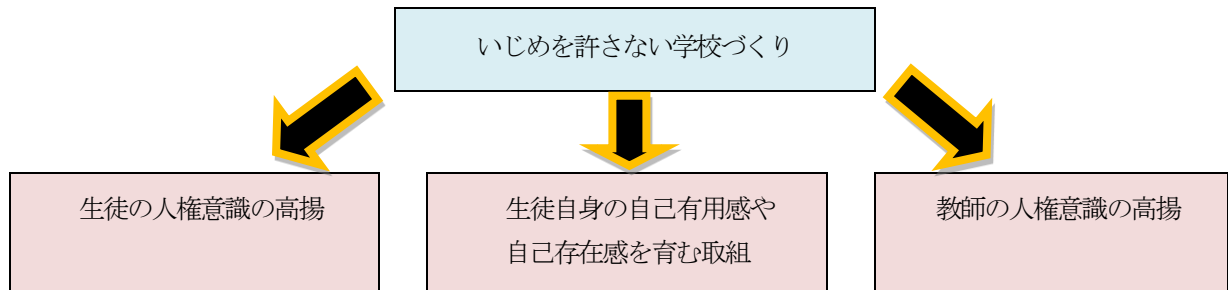 いじめを許さない学校づくり
生徒の人権意識の高揚
生徒自身の自己有用感や
自己存在感を育む取組
教師の人権意識の高揚